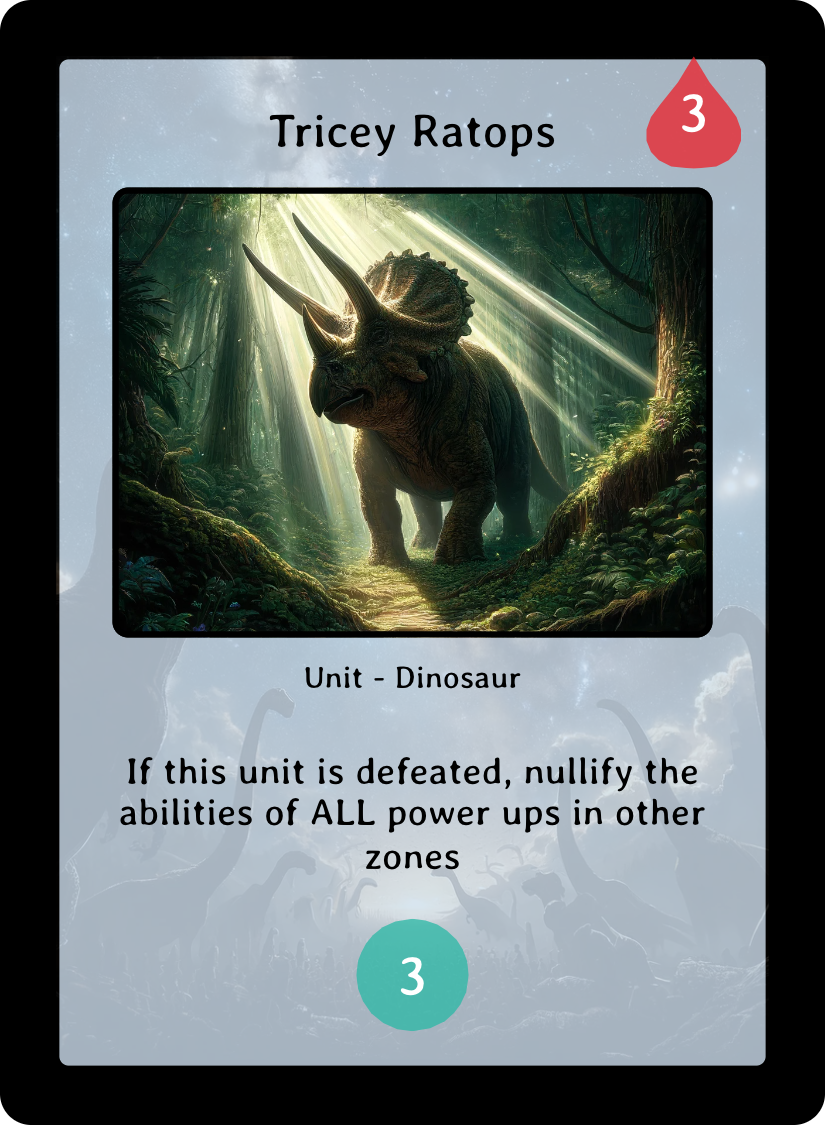 3
Tricey Ratops
Unit - Dinosaur
If this unit is defeated, nullify the
abilities of ALL power ups in other
zones
3